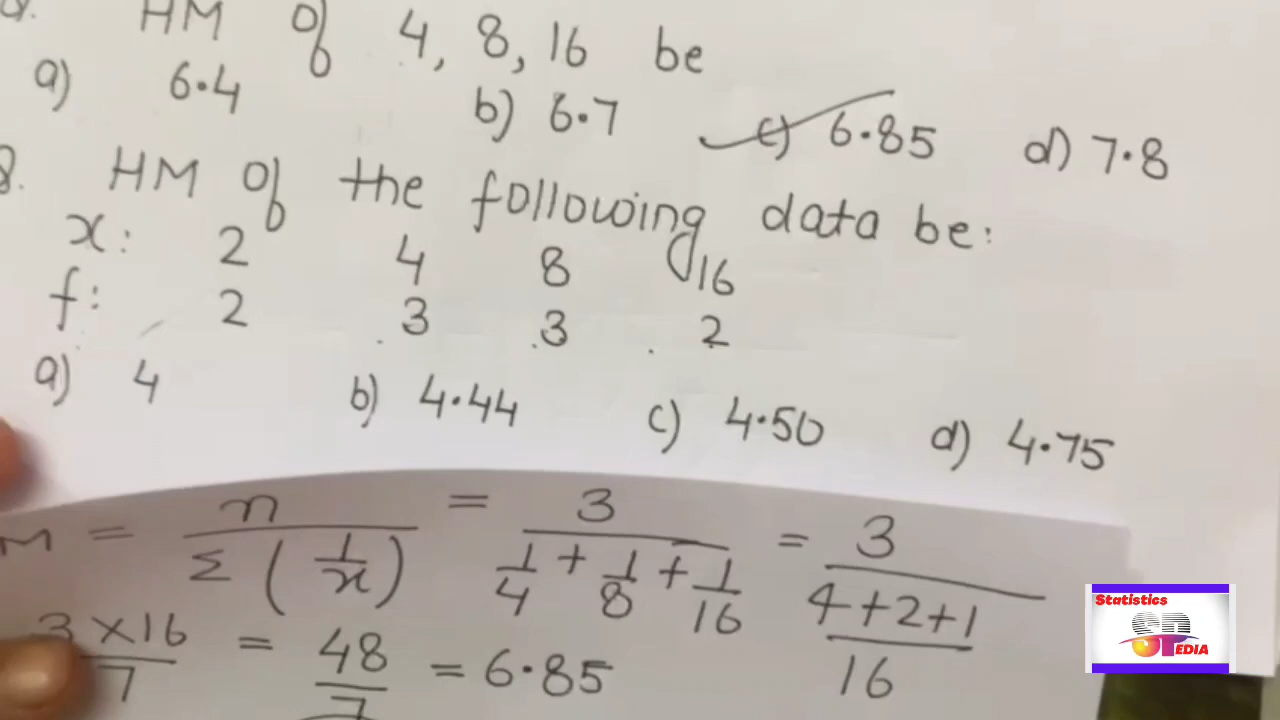 HM of 4, 8, 16 be
a) 6.4 b) 6.7 c) 6.85 d) 7.8
8. HM of the following data be:
x: 2 4 8 16
f: 2 3 3 2
a) 4 b) 4.44 c) 4.50 d) 4.75
M = n / Σ(1/x) = 3 / 1/4 + 1/8 + 1/16 = 3 / 4+2+1 / 16
3×16 / 7 = 48 / 7 = 6.85
Statistics
EDIA